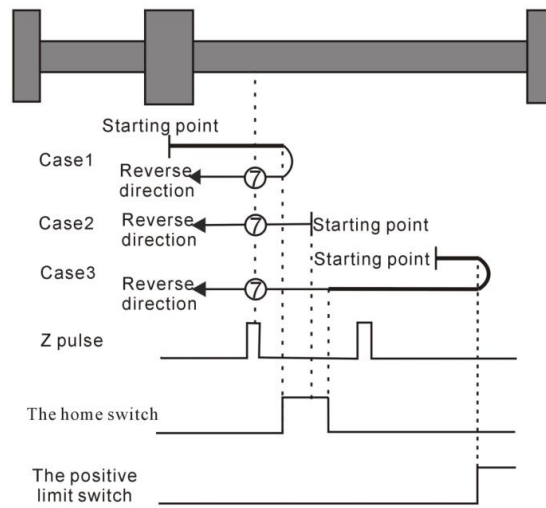 Starting point
Case1
Reverse
direction
7
Case2
Reverse
direction
7
Starting point
Starting point
Case3
Reverse
direction
7
Z pulse
The home switch
The positive
limit switch